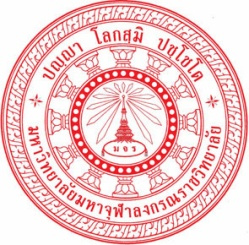 ปญฺญา โลกสฺมิ ปชฺโชโต
ม จ ร
มหาวิทยาลัยมหาจุฬาลงกรณราชวิทยาลัย